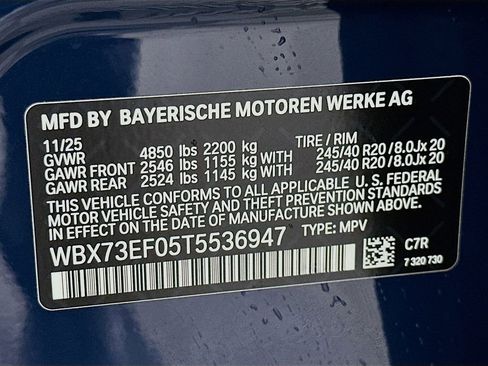 MFD BY BAYERISCHE MOTOREN WERKE AG
11/25
GVWR 4850 lbs 2200 kg TIRE / RIM
GAWR FRONT 2546 lbs 1155 kg 245/40 R20 / 8.0Jx 20
GAWR REAR 2524 lbs 1145 kg 245/40 R20 / 8.0Jx 20
THIS VEHICLE CONFORMS TO ALL APPLICABLE U. S. FEDERAL
MOTOR VEHICLE SAFETY AND THEFT PREVENTION STANDARDS
IN EFFECT ON THE DATE OF MANUFACTURE SHOWN ABOVE.
WBX73EF05T5536947 TYPE: MPV
C7R
7 320 730